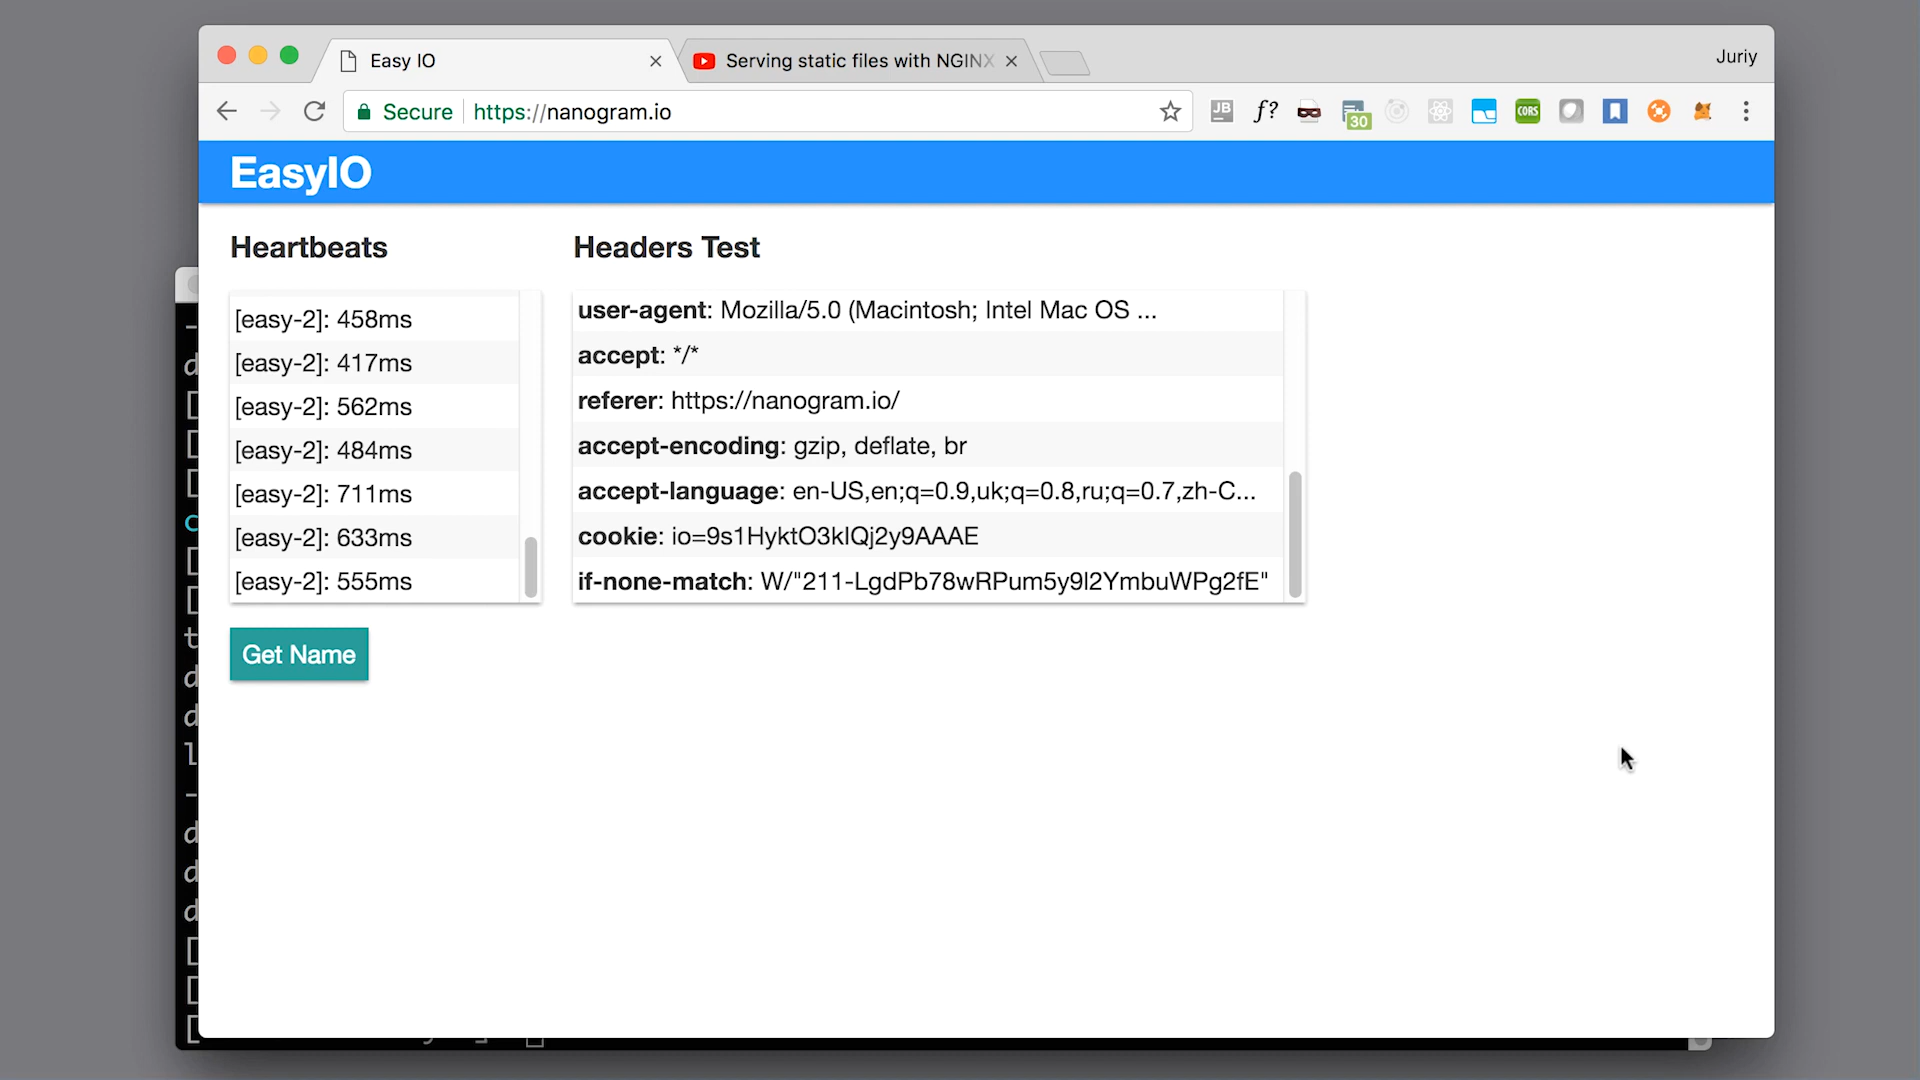 Easy IO
Serving static files with NGINX
Juriy
Secure
https://nanogram.io
JB
f?
30
CORS
EasyIO
Heartbeats
Headers Test
[easy-2]: 458ms
[easy-2]: 417ms
[easy-2]: 562ms
[easy-2]: 484ms
[easy-2]: 711ms
[easy-2]: 633ms
[easy-2]: 555ms
user-agent: Mozilla/5.0 (Macintosh; Intel Mac OS ...
accept: */*
referer: https://nanogram.io/
accept-encoding: gzip, deflate, br
accept-language: en-US,en;q=0.9,uk;q=0.8,ru;q=0.7,zh-C...
cookie: io=9s1HyktO3kIQj2y9AAAE
if-none-match: W/"211-LgdPb78wRPum5y9l2YmbuWPg2fE"
Get Name